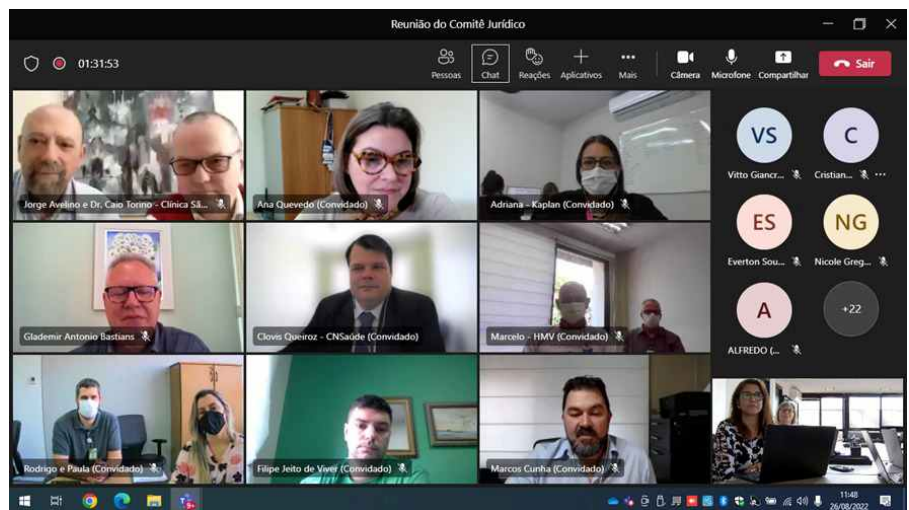 Reunião do Comitê Jurídico
01:31:53
Pessoas
Chat
Reações
Aplicativos
Mais
Câmera
Microfone
Compartilhar
Sair
Jorge Avelino e Dr. Caio Torino - Clínica Sã...
Ana Quevedo (Convidado)
Adriana - Kaplan (Convidado)
VS
C
Vitto Giancr...
Cristian...
Glademir Antonio Bastians
Clovis Queiroz - CNSaúde (Convidado)
Marcelo - HMV (Convidado)
ES
NG
Everton Sou...
Nicole Greg...
A
+22
ALFREDO (...
Rodrigo e Paula (Convidado)
Filipe Jeito de Viver (Convidado)
Marcos Cunha (Convidado)
11:48
26/08/2022